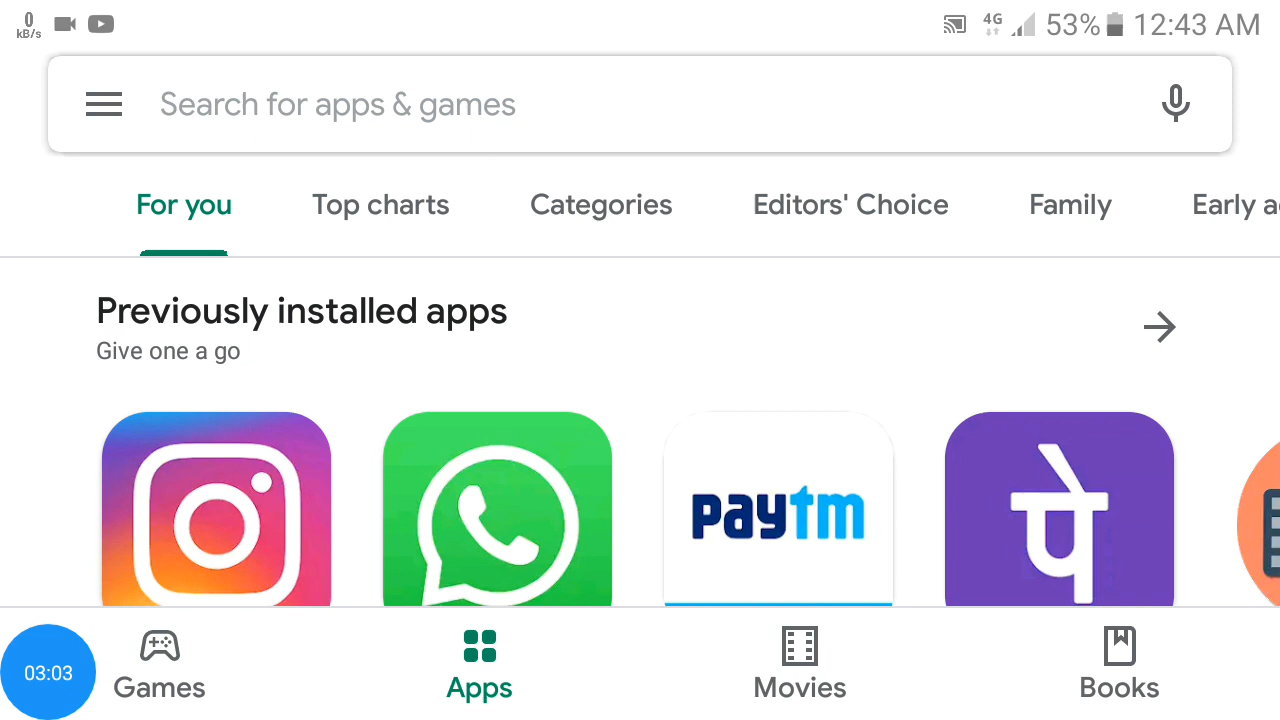 0 kB/s 4G 53% 12:43 AM
Search for apps & games
For you Top charts Categories Editors' Choice Family Early a
Previously installed apps
Give one a go
paytm पे
03:03 Games Apps Movies Books